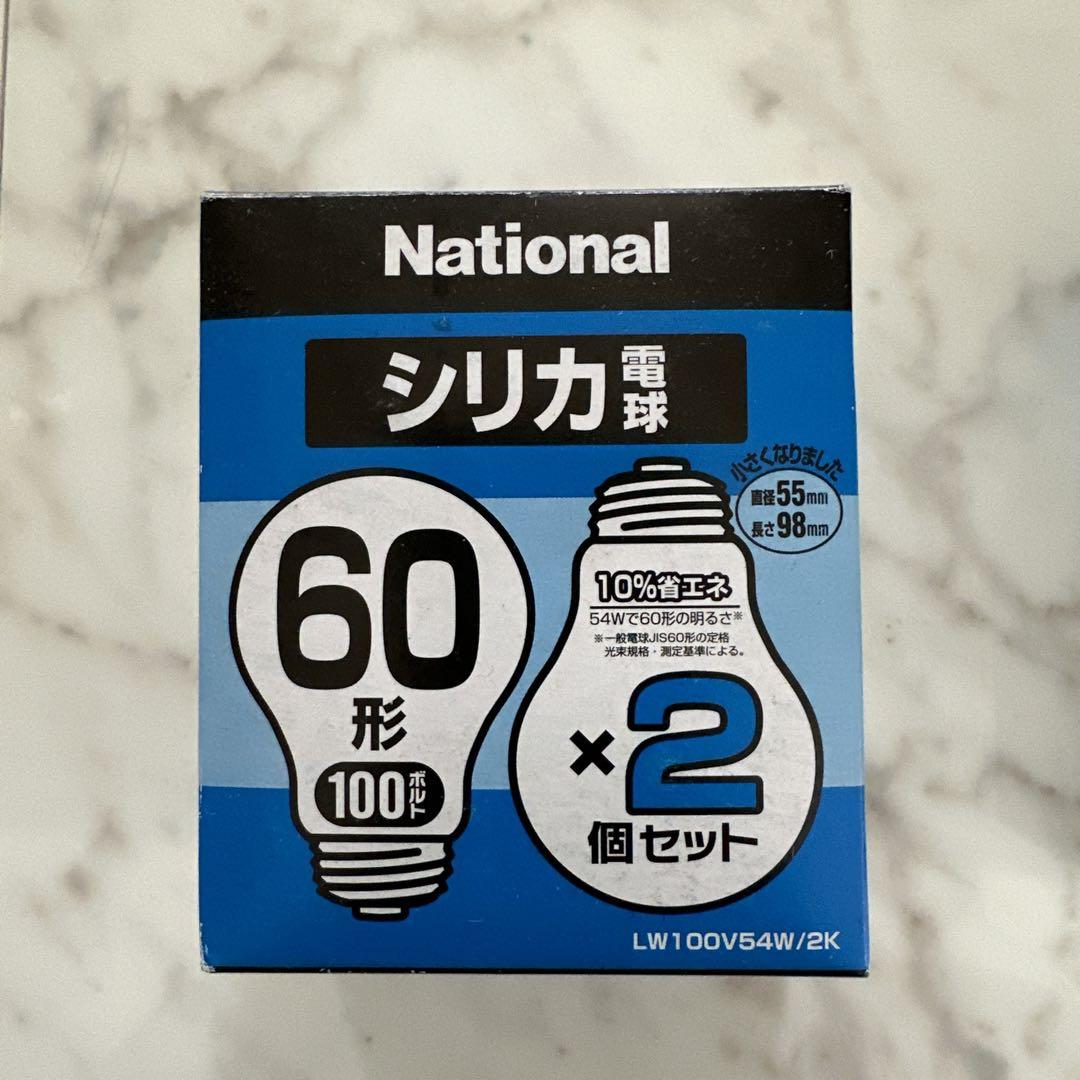 National
シリカ電球
小さくなりました
直径55mm
長さ98mm
60
形
100ボルト
10%省エネ
54Wで60形の明るさ※
※一般電球JIS60形の定格
光束規格・測定基準による。
×2
個セット
LW100V54W/2K